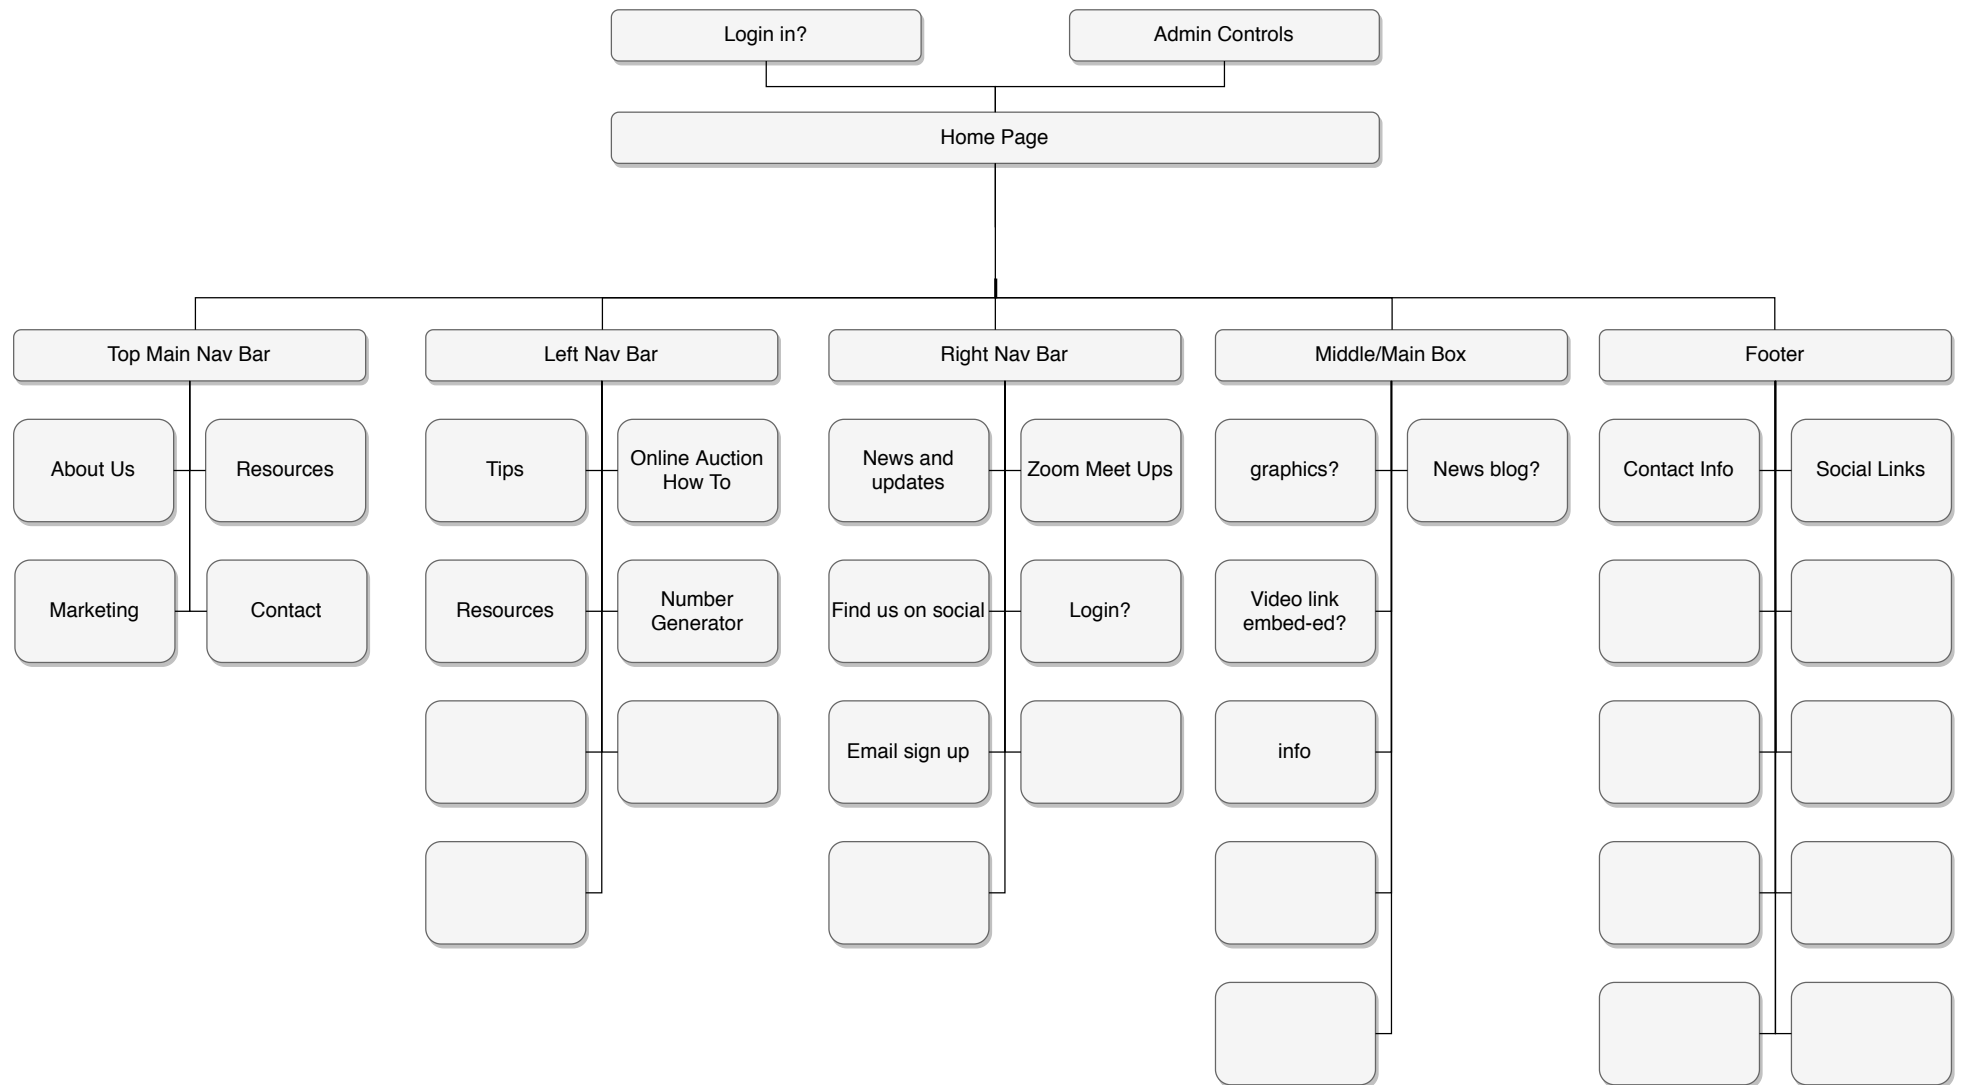 Login in?
Admin Controls
Home Page
Top Main Nav Bar
Left Nav Bar
Right Nav Bar
Middle/Main Box
Footer
About Us
Resources
Tips
Online Auction
How To
News and
updates
Zoom Meet Ups
graphics?
News blog?
Contact Info
Social Links
Marketing
Contact
Resources
Number
Generator
Find us on social
Login?
Video link
embed-ed?
Email sign up
info